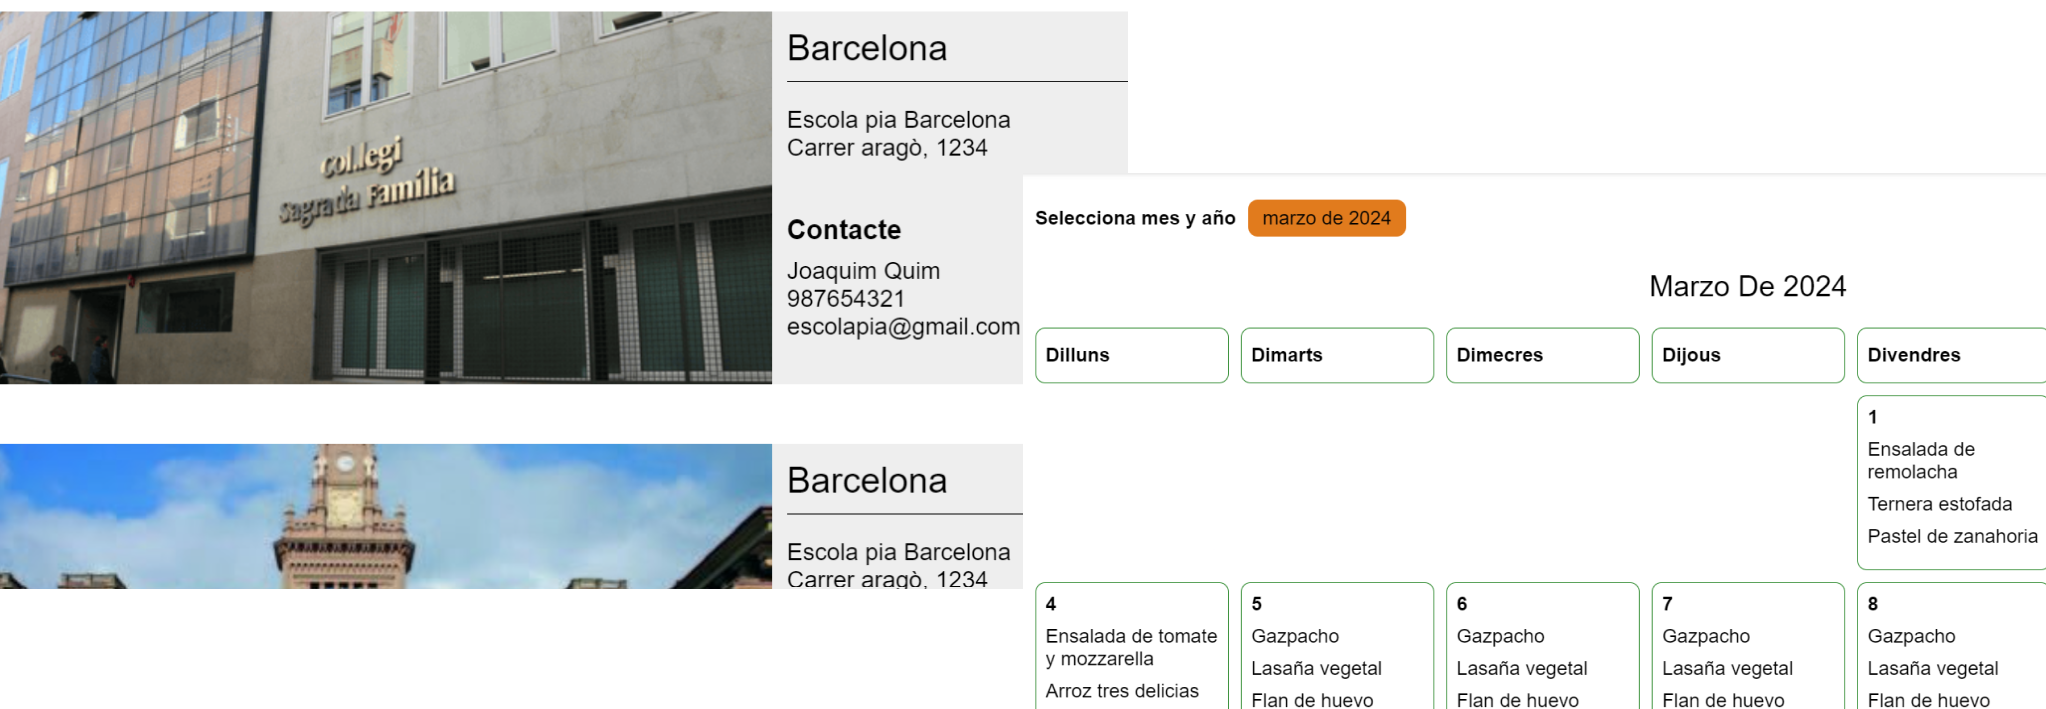 Col.legi
Sagrada Família
Barcelona
Escola pia Barcelona
Carrer aragò, 1234
Contacte
Joaquim Quim
987654321
escolapia@gmail.com
Barcelona
Escola pia Barcelona
Carrer aragò, 1234
Selecciona mes y año
marzo de 2024
Marzo De 2024
Dilluns
Dimarts
Dimecres
Dijous
Divendres
1
Ensalada de
remolacha
Ternera estofada
Pastel de zanahoria
4
Ensalada de tomate
y mozzarella
Arroz tres delicias
5
Gazpacho
Lasaña vegetal
Flan de huevo
6
Gazpacho
Lasaña vegetal
Flan de huevo
7
Gazpacho
Lasaña vegetal
Flan de huevo
8
Gazpacho
Lasaña vegetal
Flan de huevo